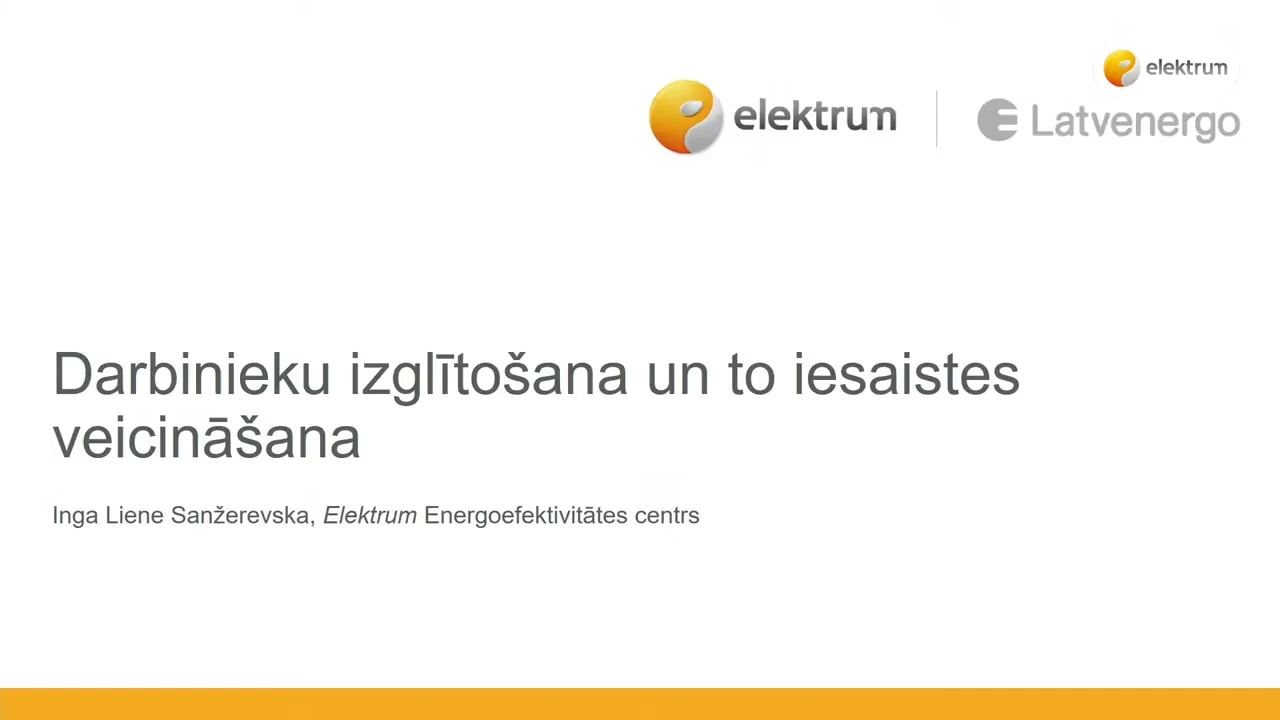 elektrum
elektrum
Latvenergo
Darbinieku izglītošana un to iesaistes
veicināšana
Inga Liene Sanžerevska, Elektrum Energoefektivitātes centrs